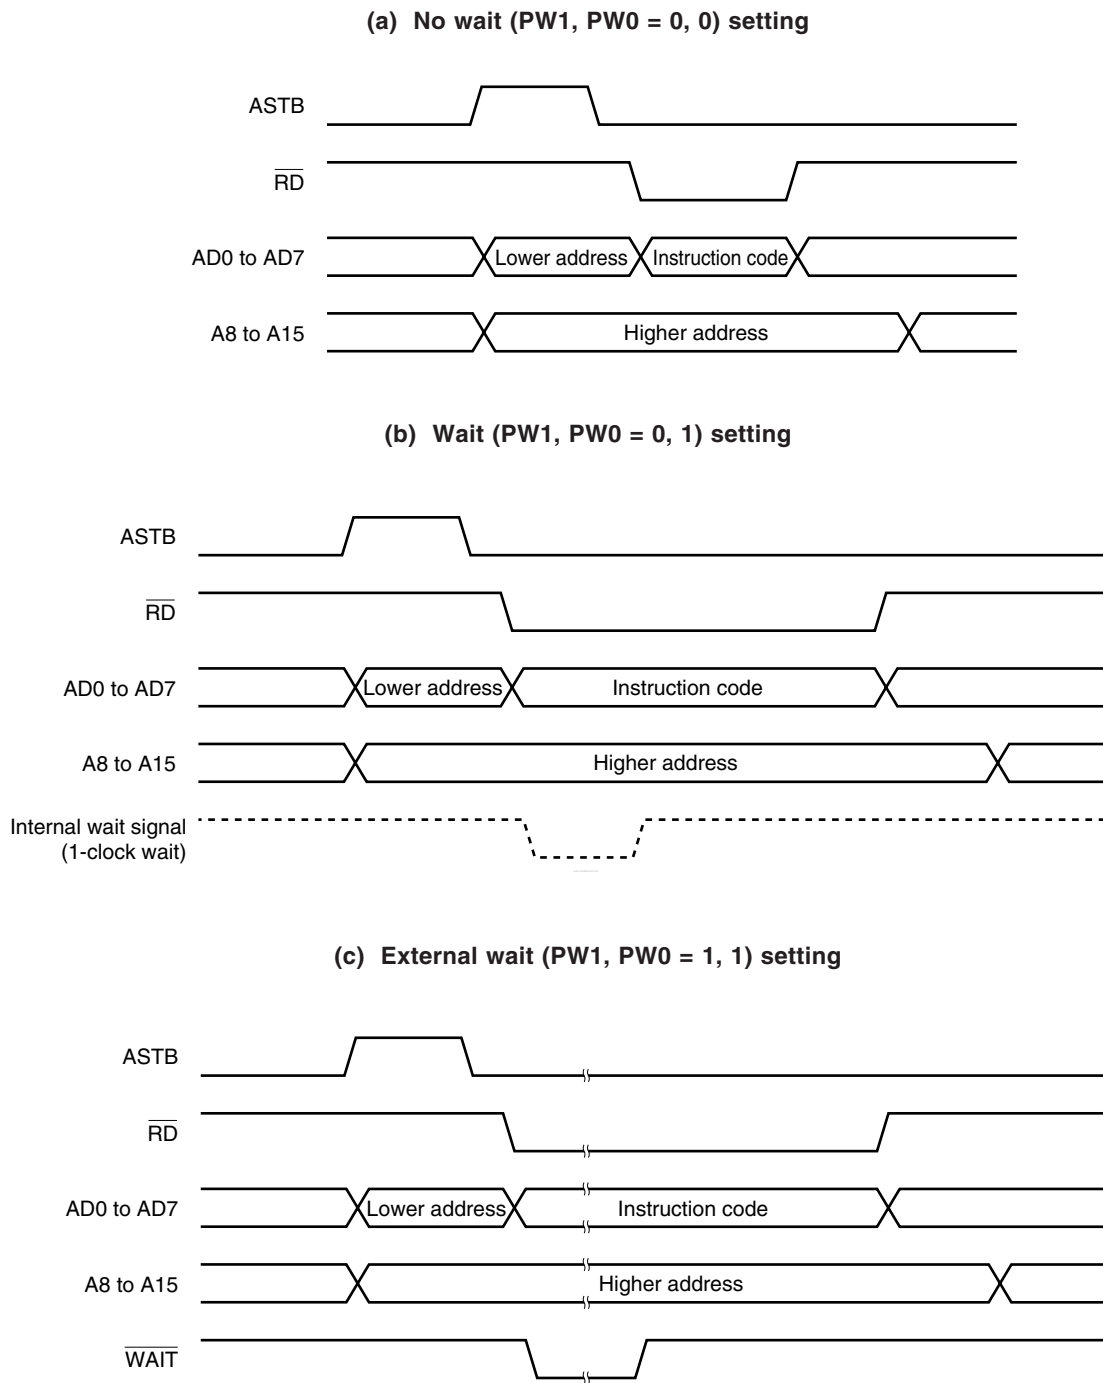 (a) No wait (PW1, PW0 = 0, 0) setting
ASTB
RD
AD0 to AD7
Lower address
Instruction code
A8 to A15
Higher address
(b) Wait (PW1, PW0 = 0, 1) setting
ASTB
RD
AD0 to AD7
Lower address
Instruction code
A8 to A15
Higher address
Internal wait signal
(1-clock wait)
(c) External wait (PW1, PW0 = 1, 1) setting
ASTB
RD
AD0 to AD7
Lower address
Instruction code
A8 to A15
Higher address
WAIT